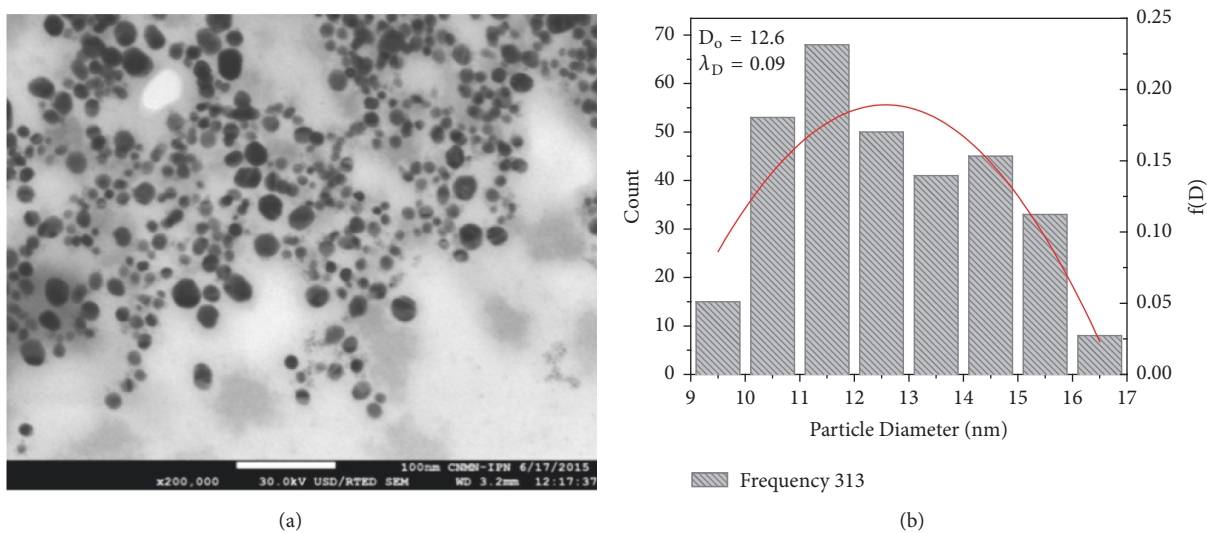 100nm CNMN-IPN 6/17/2015
x200,000 30.0kV USD/RTED SEM WD 3.2mm 12:17:37
(a)
D₀ = 12.6
λ_D = 0.09
70
60
50
40
30
20
10
0
Count
0.25
0.20
0.15
0.10
0.05
0.00
f(D)
9 10 11 12 13 14 15 16 17
Particle Diameter (nm)
Frequency 313
(b)